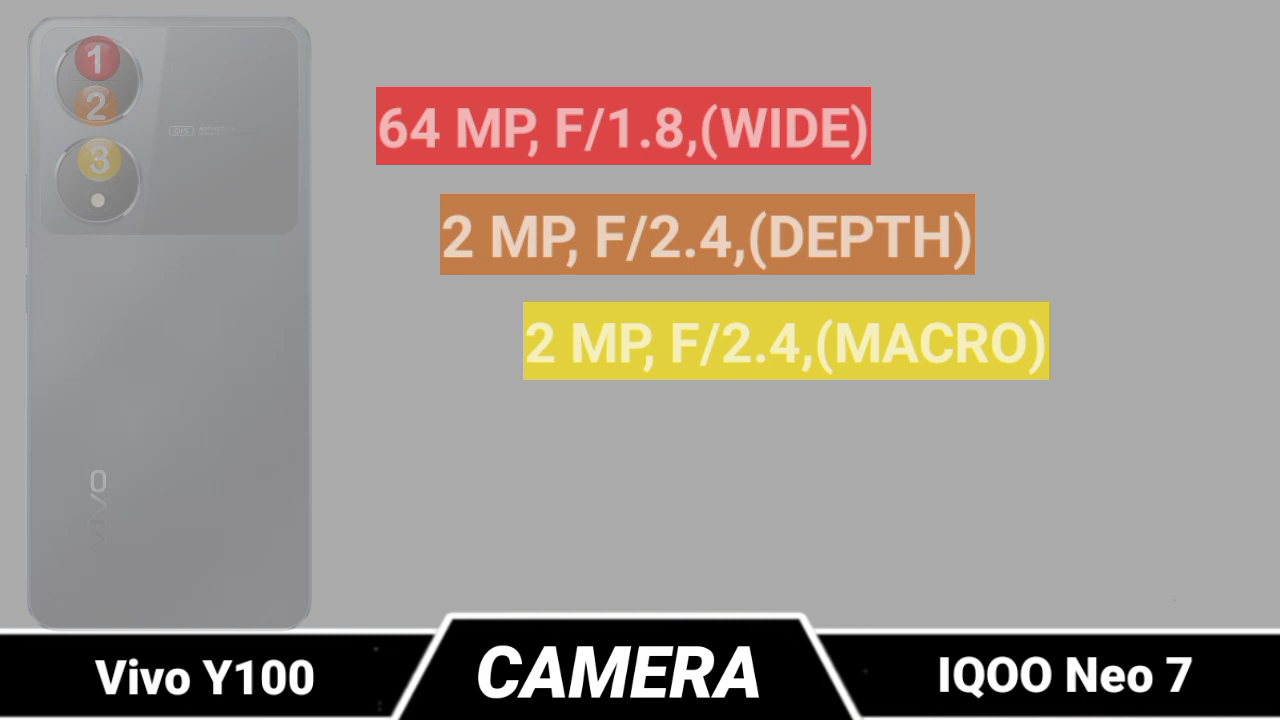 1
2
3
OIS
64 MP, F/1.8,(WIDE)
2 MP, F/2.4,(DEPTH)
2 MP, F/2.4,(MACRO)
vivo
Vivo Y100
CAMERA
IQOO Neo 7